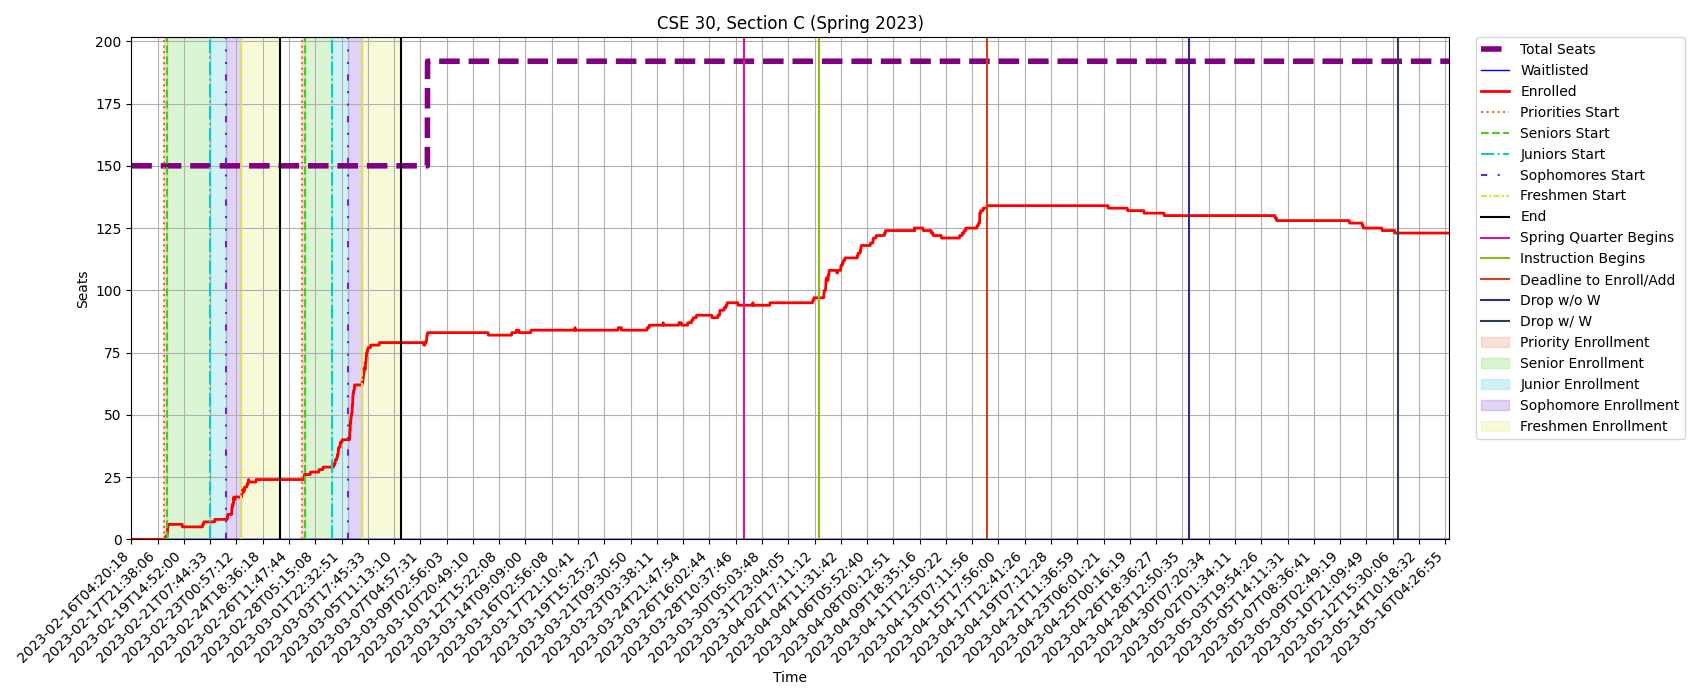 CSE 30, Section C (Spring 2023)
Seats
200
175
150
125
100
75
50
25
0
2023-02-16T04:20:18
2023-02-17T21:38:06
2023-02-19T14:52:00
2023-02-21T07:44:33
2023-02-23T00:57:12
2023-02-24T18:36:18
2023-02-26T11:47:44
2023-02-28T05:15:08
2023-03-01T22:32:51
2023-03-03T17:45:33
2023-03-05T11:13:10
2023-03-07T04:57:31
2023-03-09T02:56:03
2023-03-10T20:49:10
2023-03-12T15:22:08
2023-03-14T09:09:00
2023-03-16T02:56:08
2023-03-17T21:10:41
2023-03-19T15:25:27
2023-03-21T09:30:50
2023-03-23T03:38:11
2023-03-24T21:47:54
2023-03-26T16:02:44
2023-03-28T10:37:46
2023-03-30T05:03:48
2023-03-31T23:04:05
2023-04-02T17:11:12
2023-04-04T11:31:42
2023-04-06T05:52:40
2023-04-08T00:12:51
2023-04-09T18:35:16
2023-04-11T12:50:22
2023-04-13T07:11:56
2023-04-15T17:56:00
2023-04-17T12:41:26
2023-04-19T07:12:28
2023-04-21T11:36:59
2023-04-23T06:01:21
2023-04-25T00:16:19
2023-04-26T18:36:27
2023-04-28T12:50:35
2023-04-30T07:20:34
2023-05-02T01:34:11
2023-05-03T19:54:26
2023-05-05T14:11:31
2023-05-07T08:36:41
2023-05-09T02:49:19
2023-05-10T21:09:49
2023-05-12T15:30:06
2023-05-14T10:18:32
2023-05-16T04:26:55
Time
Total Seats
Waitlisted
Enrolled
Priorities Start
Seniors Start
Juniors Start
Sophomores Start
Freshmen Start
End
Spring Quarter Begins
Instruction Begins
Deadline to Enroll/Add
Drop w/o W
Drop w/ W
Priority Enrollment
Senior Enrollment
Junior Enrollment
Sophomore Enrollment
Freshmen Enrollment